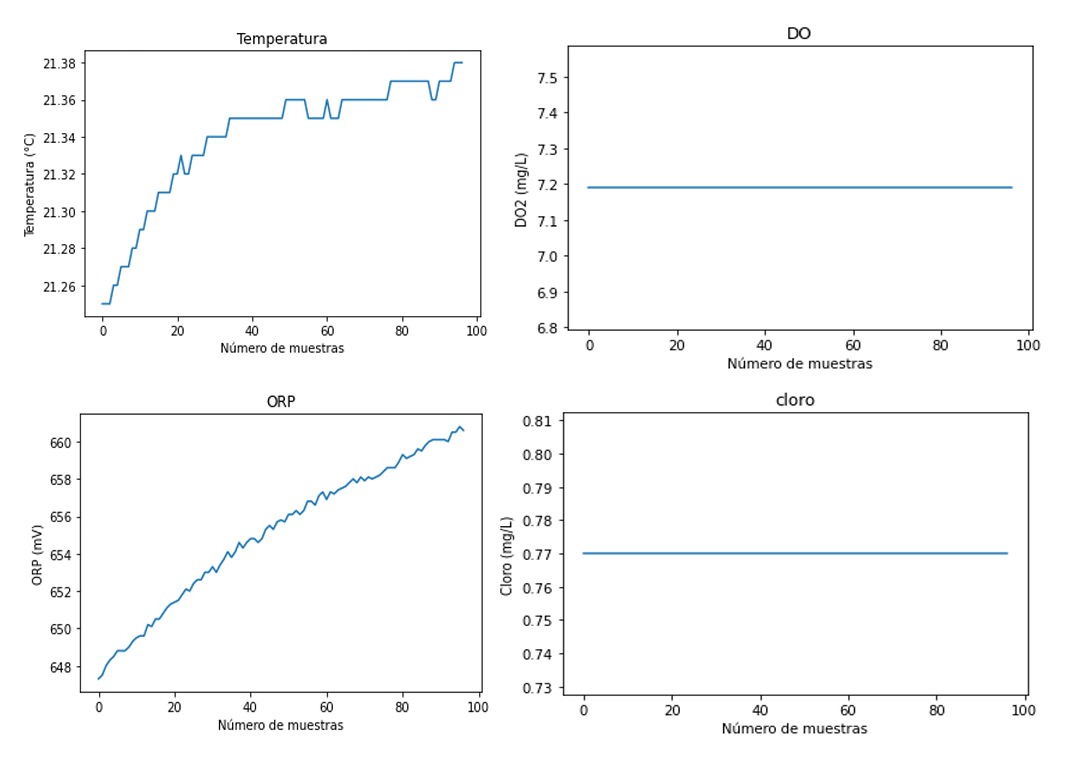 Temperatura
21.38
21.36
21.34
21.32
21.30
21.28
21.26
Temperatura (°C)
0 20 40 60 80 100
Número de muestras
DO
7.5
7.4
7.3
7.2
7.1
7.0
6.9
6.8
DO2 (mg/L)
0 20 40 60 80 100
Número de muestras
ORP
660
658
656
654
652
650
648
ORP (mV)
0 20 40 60 80 100
Número de muestras
cloro
0.81
0.80
0.79
0.78
0.77
0.76
0.75
0.74
0.73
Cloro (mg/L)
0 20 40 60 80 100
Número de muestras